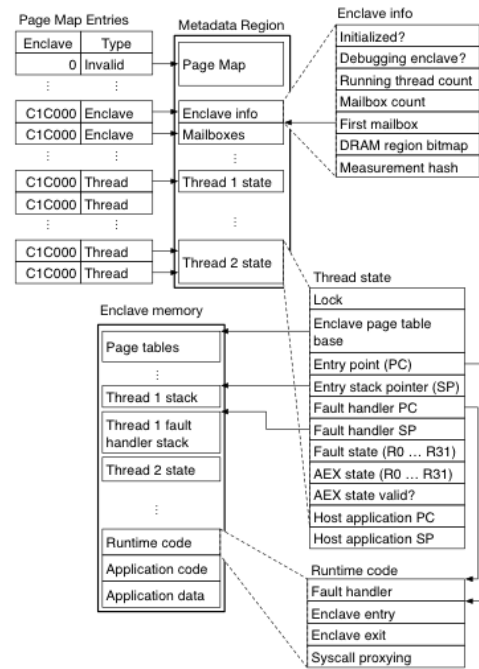 Page Map Entries
Enclave Type
0 Invalid
⋮ ⋮
C1C000 Enclave
C1C000 Enclave
⋮ ⋮
C1C000 Thread
C1C000 Thread
⋮
C1C000 Thread
C1C000 Thread
Metadata Region
Page Map
⋮
Enclave info
Mailboxes
⋮
Thread 1 state
⋮
Thread 2 state
Enclave info
Initialized?
Debugging enclave?
Running thread count
Mailbox count
First mailbox
DRAM region bitmap
Measurement hash
Thread state
Lock
Enclave page table
base
Entry point (PC)
Entry stack pointer (SP)
Fault handler PC
Fault handler SP
Fault state (R0 … R31)
AEX state (R0 … R31)
AEX state valid?
Host application PC
Host application SP
Enclave memory
Page tables
⋮
Thread 1 stack
Thread 1 fault
handler stack
Thread 2 state
⋮
Runtime code
Application code
Application data
Runtime code
Fault handler
Enclave entry
Enclave exit
Syscall proxying